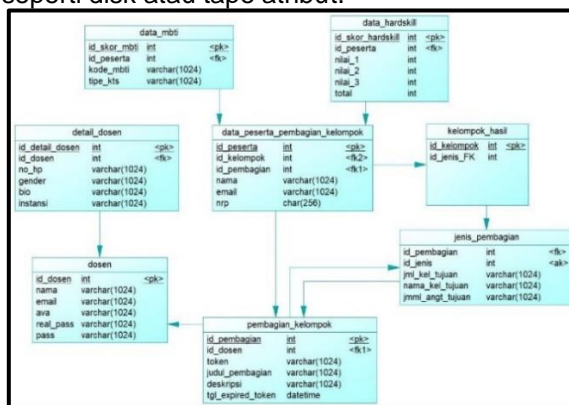 seperti disk atau tape atribut.
data_mbti
id_skor_mbti int <pk>
id_peserta int <fk>
kode_mbti varchar(1024)
tipe_kts varchar(1024)
data_hardskill
id_skor_hardskill int <pk>
id_peserta int <fk>
nilai_1 int
nilai_2 int
nilai_3 int
total int
detail_dosen
id_detail_dosen int <pk>
id_dosen int <fk>
no_hp varchar(1024)
gender varchar(1024)
bio varchar(1024)
instansi varchar(1024)
data_peserta_pembagian_kelompok
id_peserta int <pk>
id_kelompok int <fk2>
id_pembagian int <fk1>
nama varchar(1024)
email varchar(1024)
nrp char(256)
kelompok_hasil
id_kelompok int <pk>
id_jenis_FK int
jenis_pembagian
id_pembagian int <fk>
id_jenis int <ak>
jml_kel_tujuan varchar(1024)
nama_kel_tujuan varchar(1024)
jmml_angt_tujuan varchar(1024)
dosen
id_dosen int <pk>
nama varchar(1024)
email varchar(1024)
ava varchar(1024)
real_pass varchar(1024)
pass varchar(1024)
pembagian_kelompok
id_pembagian int <pk>
id_dosen int <fk1>
token varchar(1024)
judul_pembagian varchar(1024)
deskripsi varchar(1024)
tgl_expired_token datetime